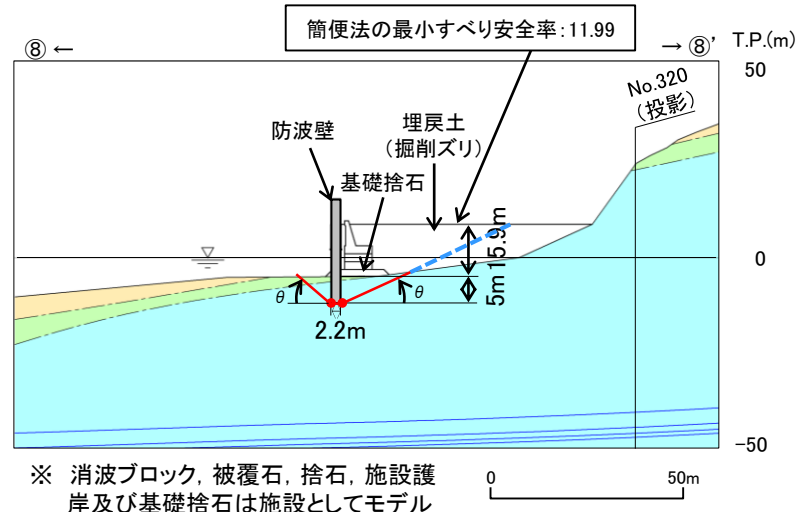 簡便法の最小すべり安全率：11.99
⑧ ←
→ ⑧’
T.P.(m)
50
No.320
（投影）
防波壁
埋戻土
（掘削ズリ）
基礎捨石
15.9m
0
5m
θ
θ
2.2m
-50
※ 消波ブロック，被覆石，捨石，施設護
岸及び基礎捨石は施設としてモデル
0
50m